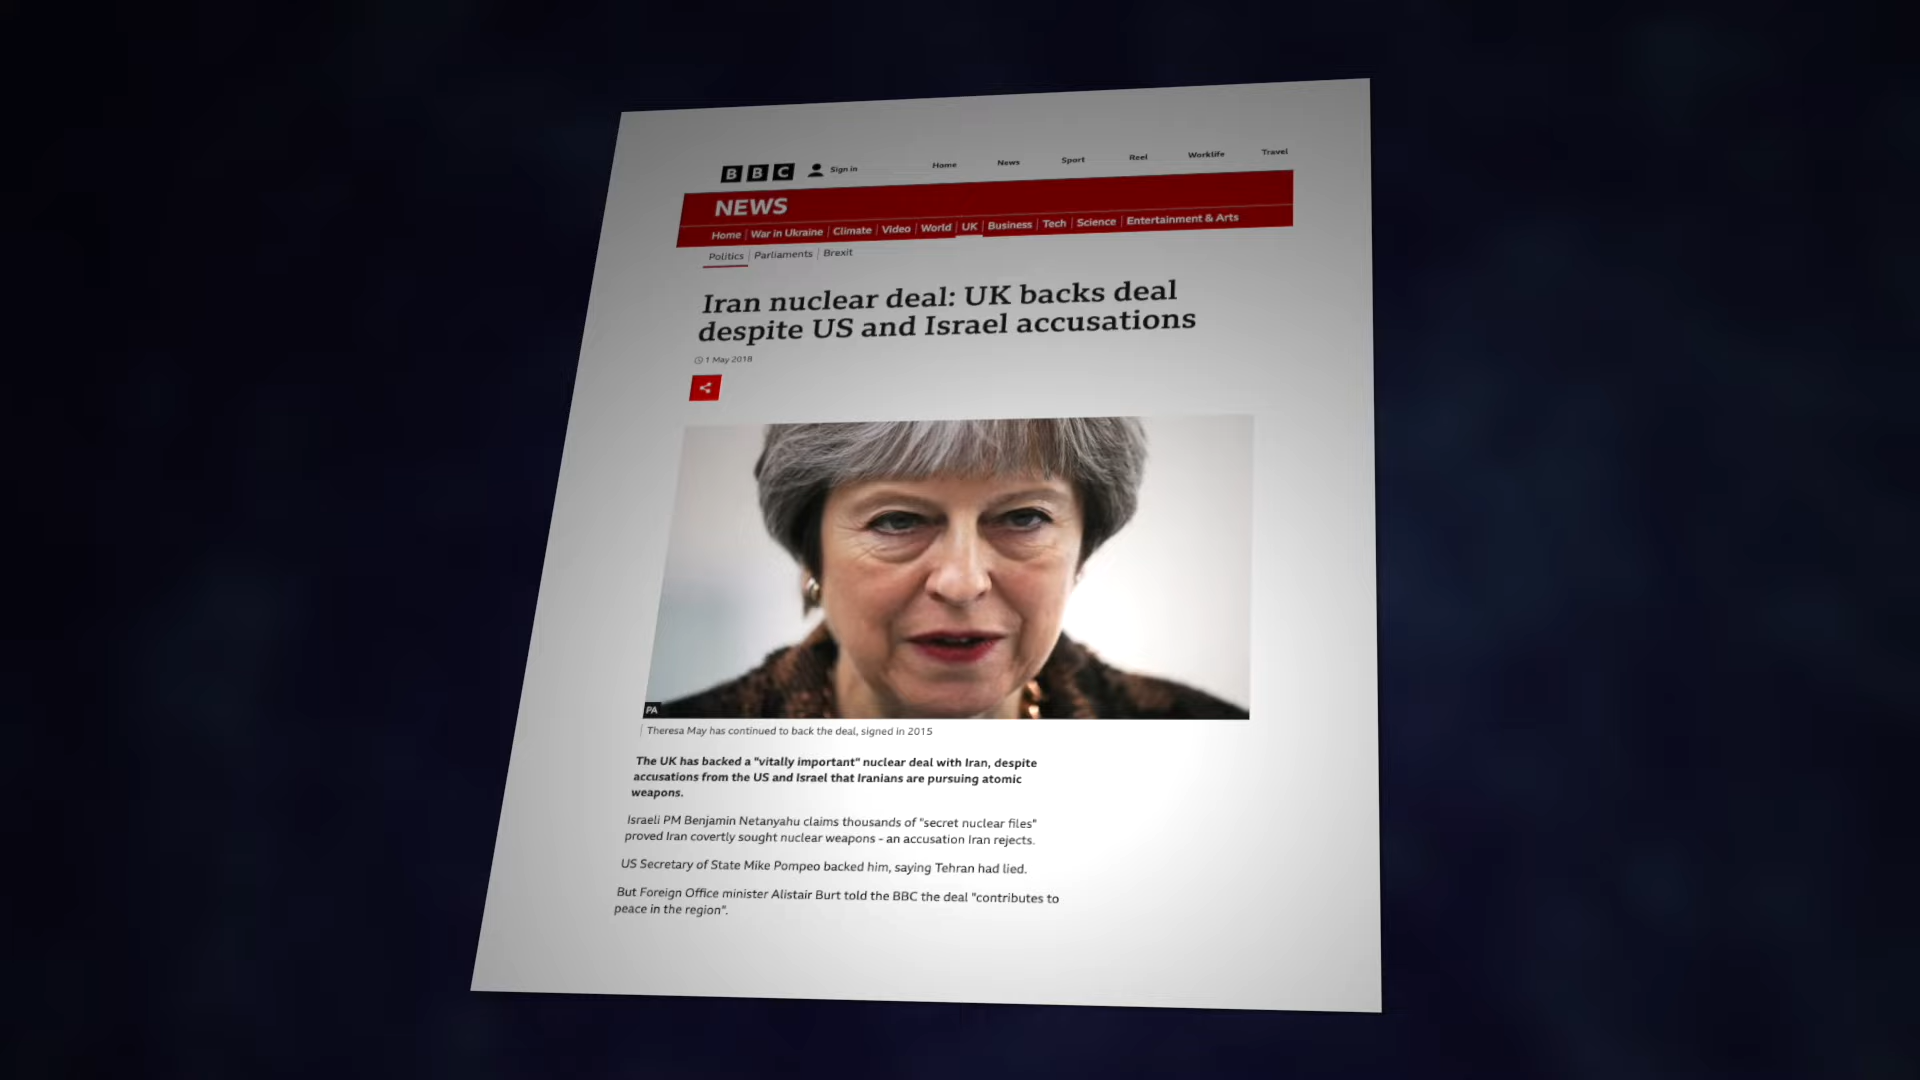 BBC Sign in Home News Sport Reel Worklife Travel
NEWS
Home War in Ukraine Climate Video World UK Business Tech Science Entertainment & Arts
Politics Parliaments Brexit
Iran nuclear deal: UK backs deal
despite US and Israel accusations
1 May 2018
PA
Theresa May has continued to back the deal, signed in 2015
The UK has backed a "vitally important" nuclear deal with Iran, despite
accusations from the US and Israel that Iranians are pursuing atomic
weapons.
Israeli PM Benjamin Netanyahu claims thousands of "secret nuclear files"
proved Iran covertly sought nuclear weapons - an accusation Iran rejects.
US Secretary of State Mike Pompeo backed him, saying Tehran had lied.
But Foreign Office minister Alistair Burt told the BBC the deal "contributes to
peace in the region".